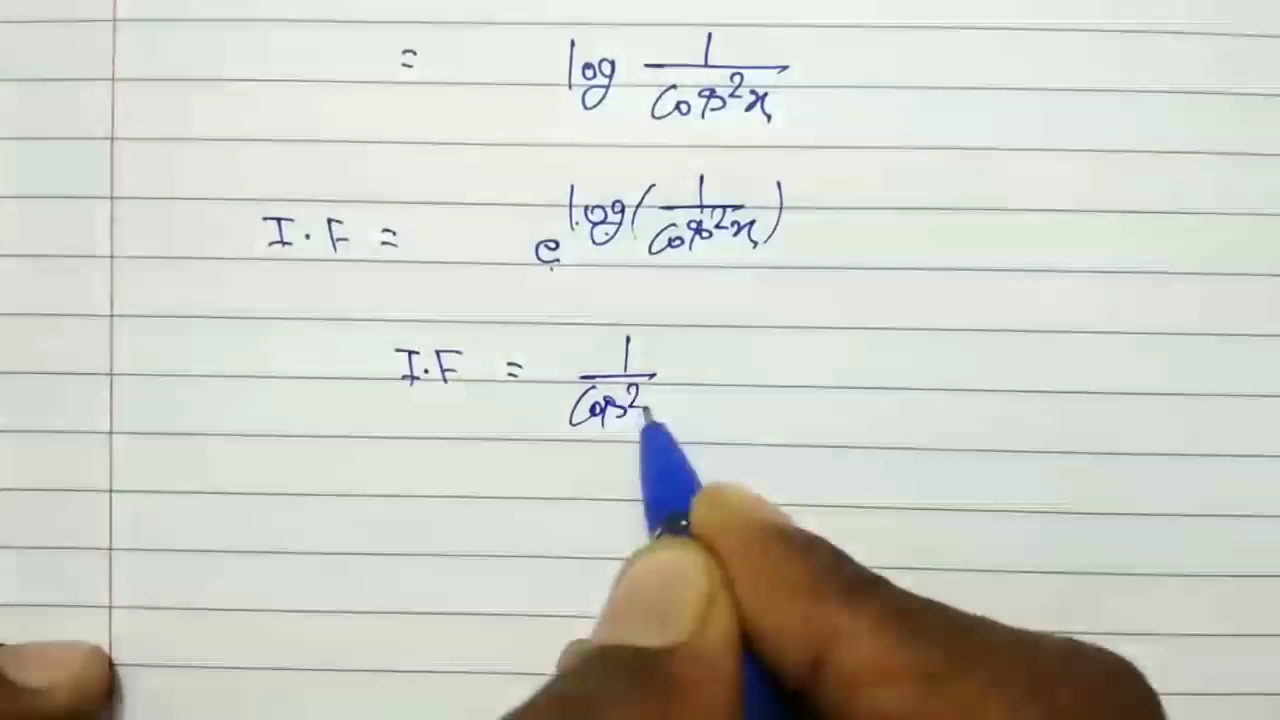 = log 1/cos²x
I.F = e^log(1/cos²x)
I.F = 1/cos²